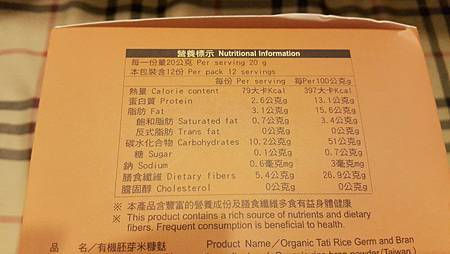 營養標示 Nutritional Information
每一份量20公克 Per serving 20 g
本包裝含12份 Per pack 12 servings
每份 Per serving 每Per100公克g
熱量 Calorie content 79大卡Kcal 397大卡Kcal
蛋白質 Protein 2.6公克g 13.1公克g
脂肪 Fat 3.1公克g 15.6公克g
飽和脂肪 Saturated fat 0.7公克g 3.4公克g
反式脂肪 Trans fat 0公克g 0公克g
碳水化合物 Carbohydrates 10.2公克g 51公克g
糖 Sugar 0.1公克g 0.7公克g
鈉 Sodium 0.6毫克mg 3毫克mg
膳食纖維 Dietary fibers 5.4公克g 26.9公克g
膽固醇 Cholesterol 0公克g 0公克g
※ 本產品含豐富的營養成份及膳食纖維多食有益身體健康
※ This product contains a rich source of nutrients and dietary
fibers. Frequent consumption is beneficial to health.
品 名/有機胚芽米糠麩 Product Name/Organic Tati Rice Germ and Bran